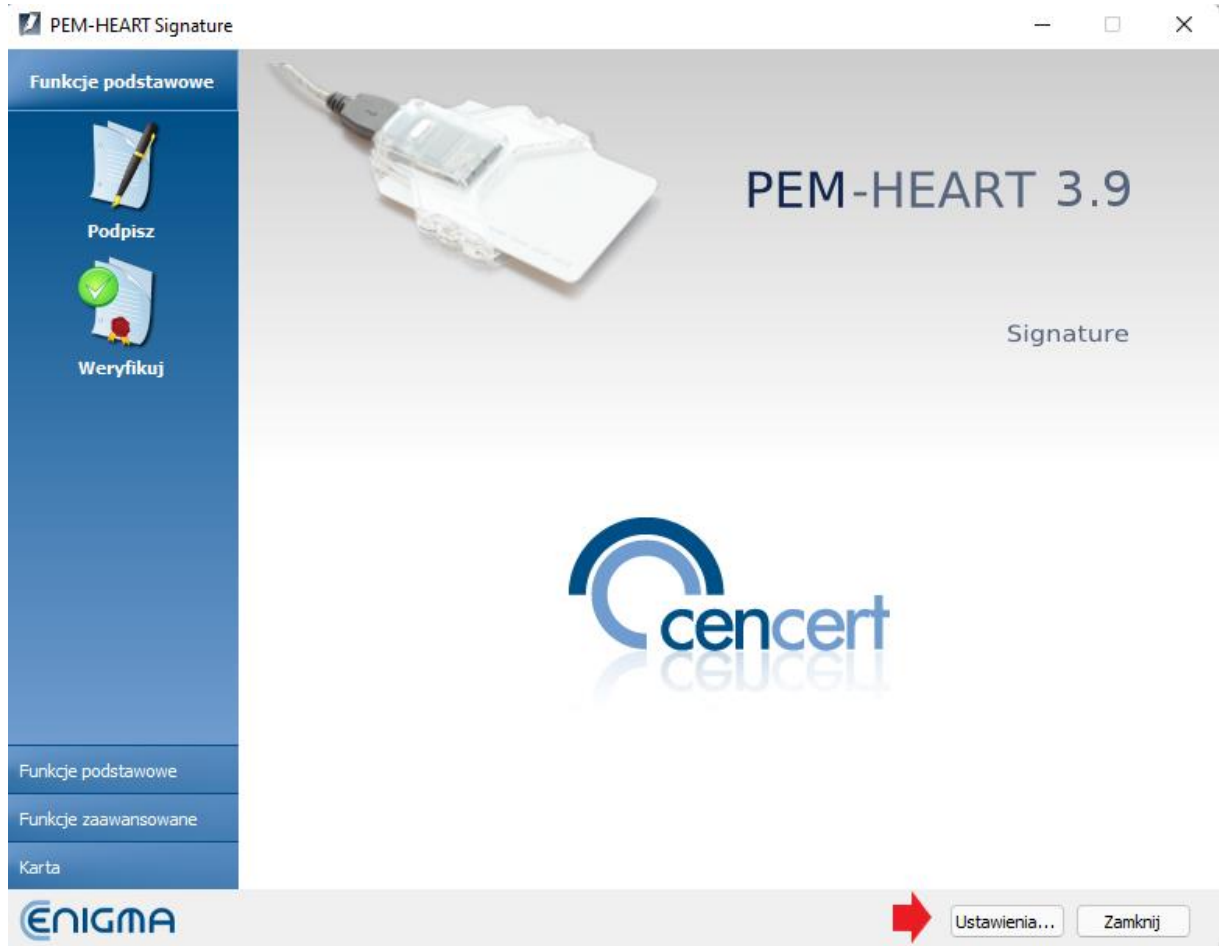 PEM-HEART Signature
Funkcje podstawowe
Podpisz
Weryfikuj
PEM-HEART 3.9
Signature
cencert
Funkcje podstawowe
Funkcje zaawansowane
Karta
ENIGMA
Ustawienia...
Zamknij